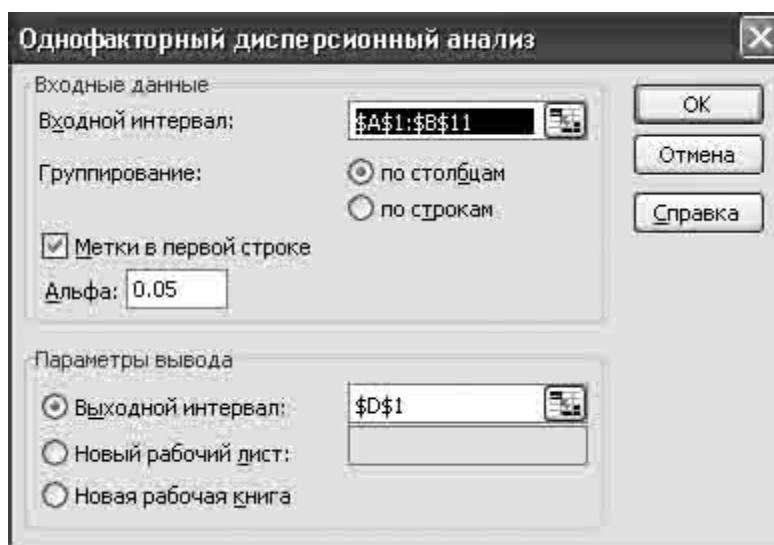 Однофакторный дисперсионный анализ
Входные данные
Входной интервал:
$A$1:$B$11
Группирование:
по столбцам
по строкам
Метки в первой строке
Альфа: 0.05
OK
Отмена
Справка
Параметры вывода
Выходной интервал:
$D$1
Новый рабочий лист:
Новая рабочая книга